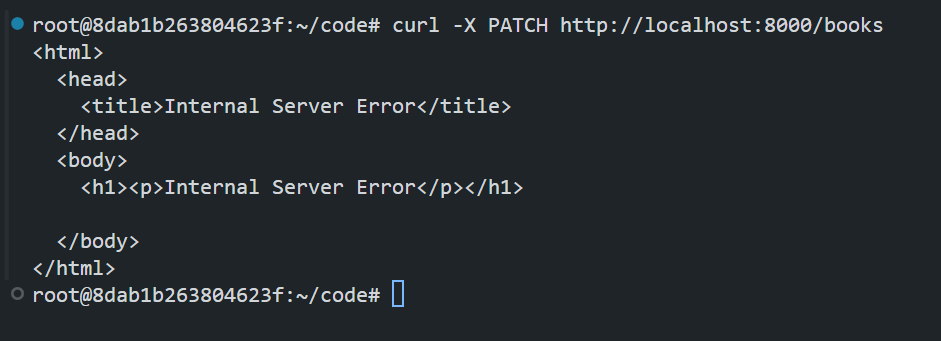 root@8dab1b263804623f:~/code# curl -X PATCH http://localhost:8000/books
<html>
  <head>
    <title>Internal Server Error</title>
  </head>
  <body>
    <h1><p>Internal Server Error</p></h1>

  </body>
</html>
root@8dab1b263804623f:~/code#